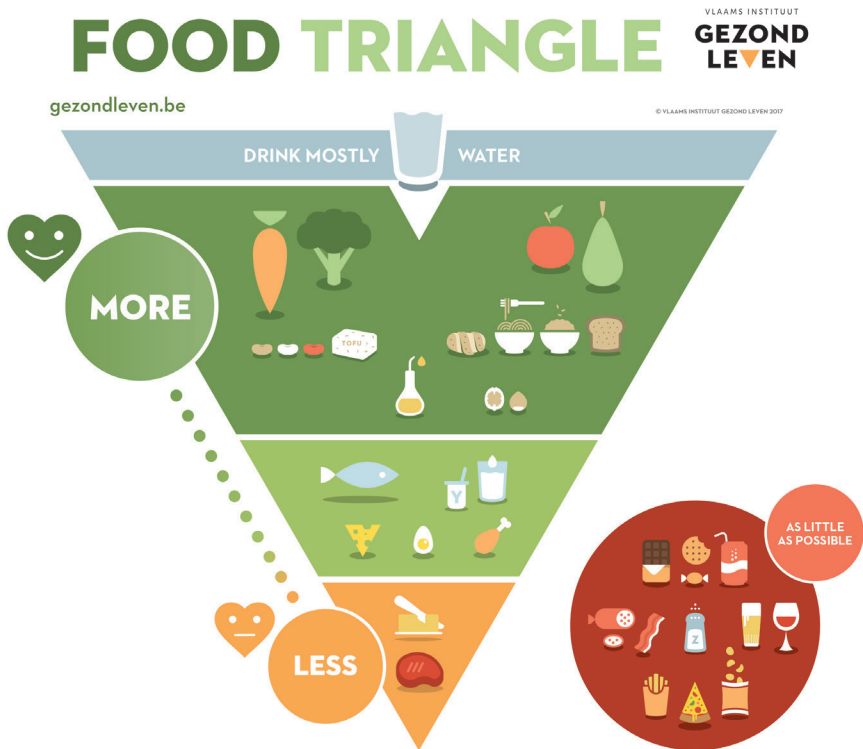 FOOD TRIANGLE
VLAAMS INSTITUUT
GEZOND
LEVEN
gezondleven.be
© VLAAMS INSTITUUT GEZOND LEVEN 2017
DRINK MOSTLY WATER
MORE
TOFU
Y
LESS
AS LITTLE
AS POSSIBLE
Z